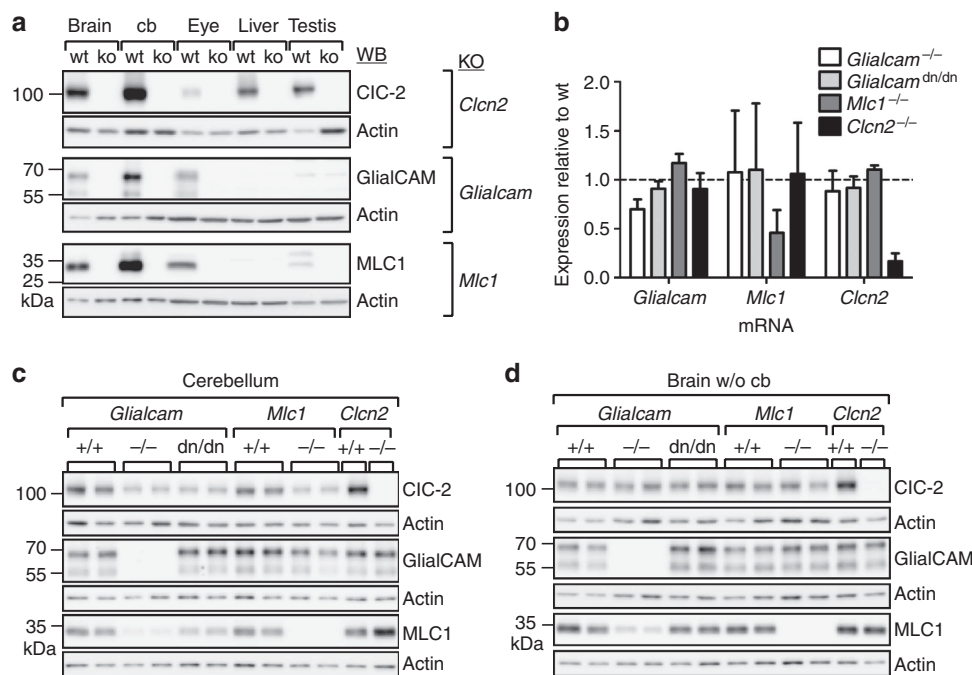 a
Brain cb Eye Liver Testis
wt ko wt ko wt ko wt ko wt ko WB KO
100 ClC-2
Actin
Clcn2
70
55
GlialCAM
Actin
Glialcam
35
25
kDa
MLC1
Actin
Mlc1
b
Glialcam−/−
Glialcam dn/dn
Mlc1−/−
Clcn2−/−
Expression relative to wt
2.0
1.5
1.0
0.5
0.0
Glialcam Mlc1 Clcn2
mRNA
c
Cerebellum
Glialcam Mlc1 Clcn2
+/+ −/− dn/dn +/+ −/− +/+ −/−
100 ClC-2
Actin
70
55
GlialCAM
Actin
35
kDa
MLC1
Actin
d
Brain w/o cb
Glialcam Mlc1 Clcn2
+/+ −/− dn/dn +/+ −/− +/+ −/−
100 ClC-2
Actin
70
55
GlialCAM
Actin
35
kDa
MLC1
Actin